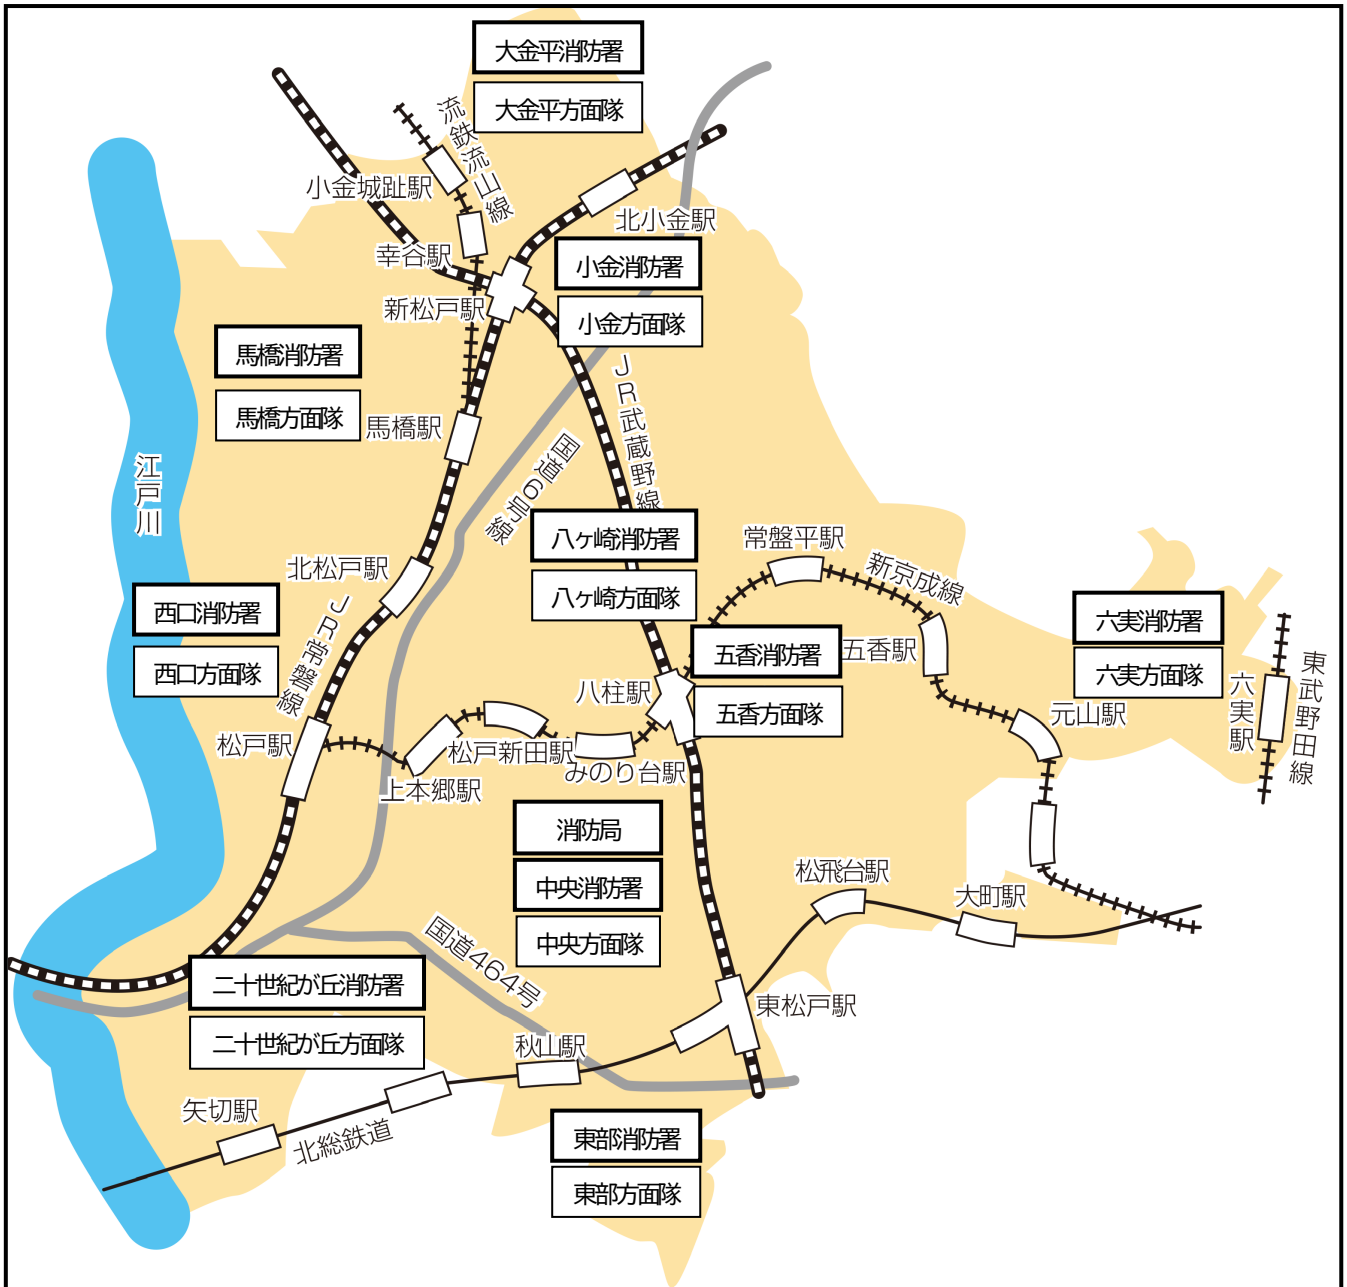 大金平消防署
大金平方面隊
流鉄流山線
小金城趾駅
北小金駅
幸谷駅
小金消防署
新松戸駅
小金方面隊
馬橋消防署
馬橋方面隊
馬橋駅
JR武蔵野線
国道6号線
江戸川
八ヶ崎消防署
常盤平駅
新京成線
北松戸駅
八ヶ崎方面隊
西口消防署
西口方面隊
JR常磐線
五香消防署
五香駅
六実消防署
六実方面隊
五香方面隊
八柱駅
元山駅
六実駅
東武野田線
松戸駅
松戸新田駅
みのり台駅
上本郷駅
消防局
中央消防署
中央方面隊
松飛台駅
大町駅
国道464号
二十世紀が丘消防署
二十世紀が丘方面隊
東松戸駅
秋山駅
矢切駅
北総鉄道
東部消防署
東部方面隊